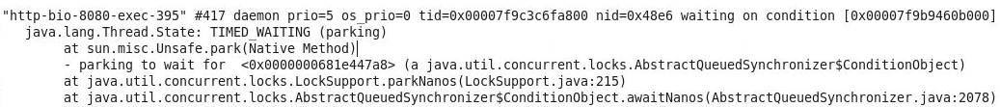 "http-bio-8080-exec-395" #417 daemon prio=5 os_prio=0 tid=0x00007f9c3c6fa800 nid=0x48e6 waiting on condition [0x00007f9b9460b000]
java.lang.Thread.State: TIMED_WAITING (parking)
at sun.misc.Unsafe.park(Native Method)
- parking to wait for <0x0000000681e447a8> (a java.util.concurrent.locks.AbstractQueuedSynchronizer$ConditionObject)
at java.util.concurrent.locks.LockSupport.parkNanos(LockSupport.java:215)
at java.util.concurrent.locks.AbstractQueuedSynchronizer$ConditionObject.awaitNanos(AbstractQueuedSynchronizer.java:2078)